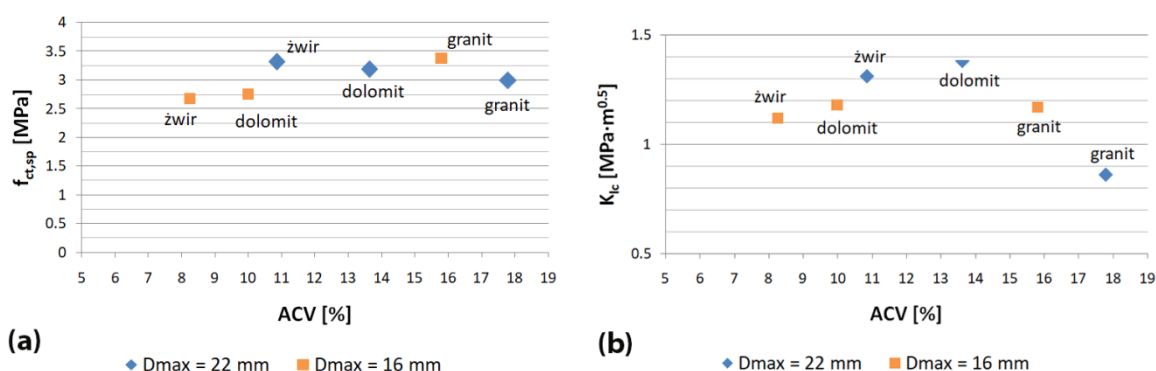 4
3.5
3
2.5
2
1.5
1
0.5
0
f_ct,sp [MPa]
żwir
dolomit
żwir
dolomit
granit
granit
5 6 7 8 9 10 11 12 13 14 15 16 17 18 19
ACV [%]
(a)
Dmax = 22 mm Dmax = 16 mm
1.5
1
0.5
K_Ic [MPa·m^0.5]
żwir
dolomit
żwir
dolomit
granit
granit
5 6 7 8 9 10 11 12 13 14 15 16 17 18 19
ACV [%]
(b)
Dmax = 22 mm Dmax = 16 mm